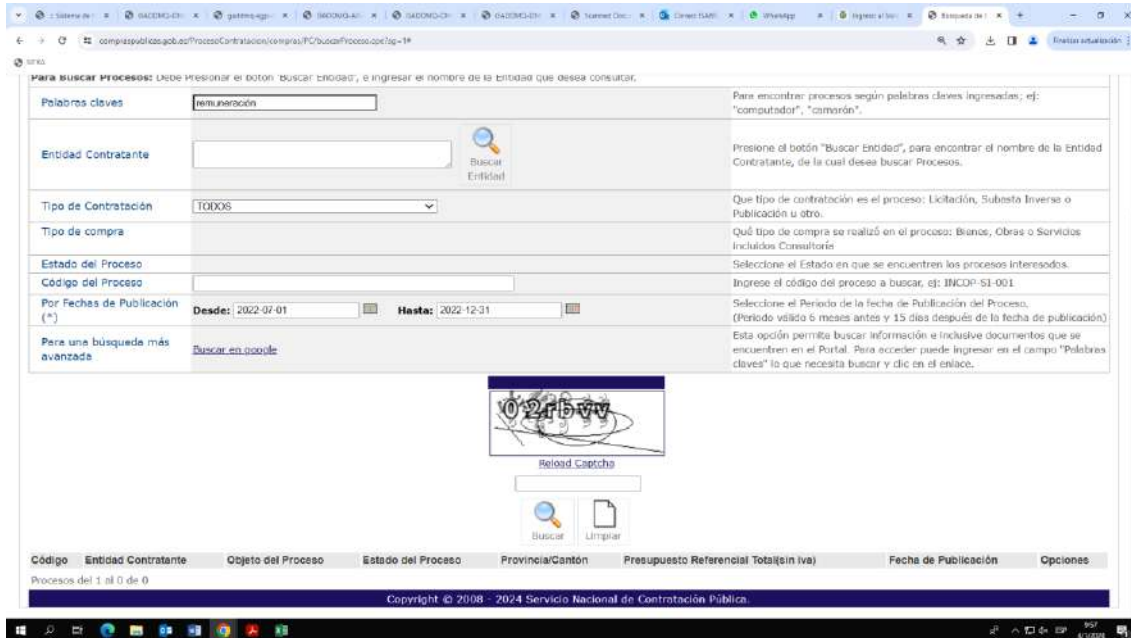 compraspublicas.gob.ec/ProcesoContratacion/compras/PC/buscarProceso.cpe?sg=1#
Para Buscar Procesos: Debe Presionar el botón 'Buscar Entidad', e ingresar el nombre de la Entidad que desea consultar.
Palabras claves
remuneración
Para encontrar procesos según palabras claves ingresadas; ej: "computador", "camarón".
Entidad Contratante
Buscar Entidad
Presione el botón "Buscar Entidad", para encontrar el nombre de la Entidad Contratante, de la cual desea buscar Procesos.
Tipo de Contratación
TODOS
Que tipo de contratación es el proceso: Licitación, Subasta Inversa o Publicación u otro.
Tipo de compra
Qué tipo de compra se realizó en el proceso: Bienes, Obras o Servicios incluidos Consultoría
Estado del Proceso
Seleccione el Estado en que se encuentren los procesos interesados.
Código del Proceso
Ingrese el código del proceso a buscar, ej: INCOP-SI-001
Por Fechas de Publicación (*)
Desde: 2022-07-01 Hasta: 2022-12-31
Seleccione el Periodo de la fecha de Publicación del Proceso. (Periodo válido 6 meses antes y 15 días después de la fecha de publicación)
Para una búsqueda más avanzada
Buscar en google
Esta opción permite buscar información e inclusive documentos que se encuentren en el Portal. Para acceder puede ingresar en el campo "Palabras claves" lo que necesita buscar y clic en el enlace.
Reload Captcha
Buscar Limpiar
Código Entidad Contratante Objeto del Proceso Estado del Proceso Provincia/Cantón Presupuesto Referencial Total(sin iva) Fecha de Publicación Opciones
Procesos del 1 al 0 de 0
Copyright © 2008 - 2024 Servicio Nacional de Contratación Pública.
ESP 9:57